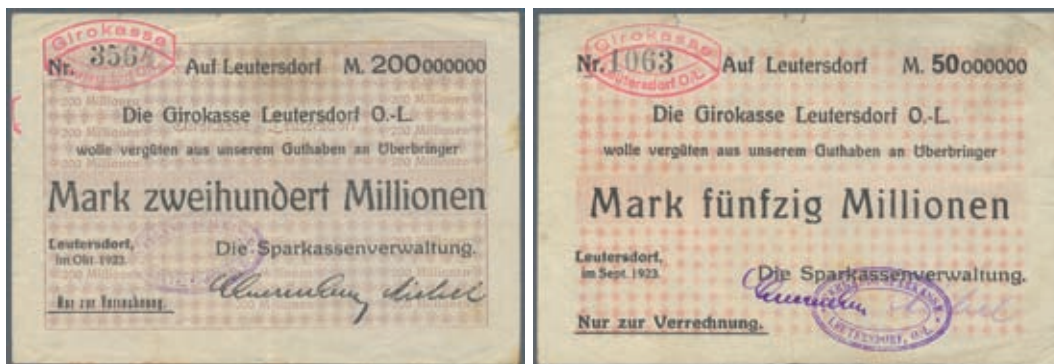 Girokasse
Nr. 3564 Auf Leutersdorf M. 200000000
Die Girokasse Leutersdorf O.-L.
wolle vergüten aus unserem Guthaben an Überbringer
Mark zweihundert Millionen
Leutersdorf,
im Okt. 1923.
Die Sparkassenverwaltung.
Nur zur Verrechnung.
Girokasse
Leutersdorf O/L.
Nr. 1063 Auf Leutersdorf M. 50000000
Die Girokasse Leutersdorf O.-L.
wolle vergüten aus unserem Guthaben an Überbringer
Mark fünfzig Millionen
Leutersdorf,
im Sept. 1923.
Die Sparkassenverwaltung.
LEUTERSDORF, O/L
Nur zur Verrechnung.